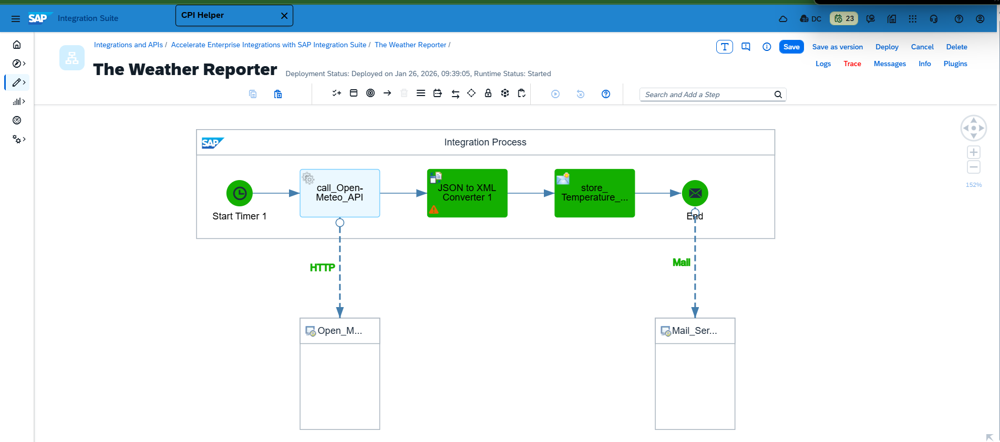 SAP Integration Suite
CPI Helper
DC
23
Integrations and APIs / Accelerate Enterprise Integrations with SAP Integration Suite / The Weather Reporter /
The Weather Reporter
Deployment Status: Deployed on Jan 26, 2026, 09:39:05, Runtime Status: Started
T
Save
Save as version
Deploy
Cancel
Delete
Logs
Trace
Messages
Info
Plugins
Search and Add a Step
152%
SAP
Integration Process
Start Timer 1
call_Open-
Meteo_API
JSON to XML
Converter 1
store_
Temperature_...
End
HTTP
Mail
Open_M...
Mail_Ser...